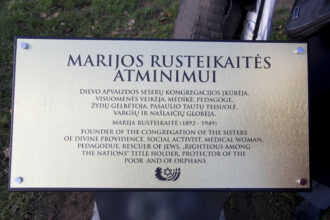 MARIJOS RUSTEIKAITĖS
ATMINIMUI
DIEVO APVAIZDOS SESERŲ KONGREGACIJOS ĮKŪRĖJA,
VISUOMENĖS VEIKĖJA, MEDIKĖ, PEDAGOGĖ,
ŽYDŲ GELBĖTOJA, PASAULIO TAUTŲ TEISUOLĖ,
VARGŠŲ IR NAŠLAIČIŲ GLOBĖJA.
MARIJA RUSTEIKAITĖ (1892 - 1949)
FOUNDER OF THE CONGREGATION OF THE SISTERS
OF DIVINE PROVIDENCE, SOCIAL ACTIVIST, MEDICAL WOMAN,
PEDAGOGUE, RESCUER OF JEWS, „RIGHTEOUS AMONG
THE NATIONS" TITLE HOLDER, PROTECTOR OF THE
POOR AND OF ORPHANS.